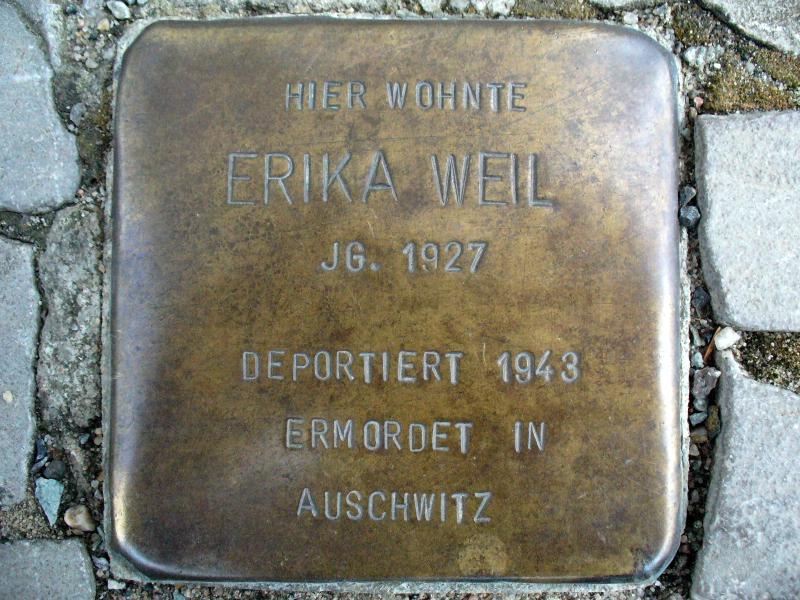 HIER WOHNTE
ERIKA WEIL
JG. 1927
DEPORTIERT 1943
ERMORDET IN
AUSCHWITZ